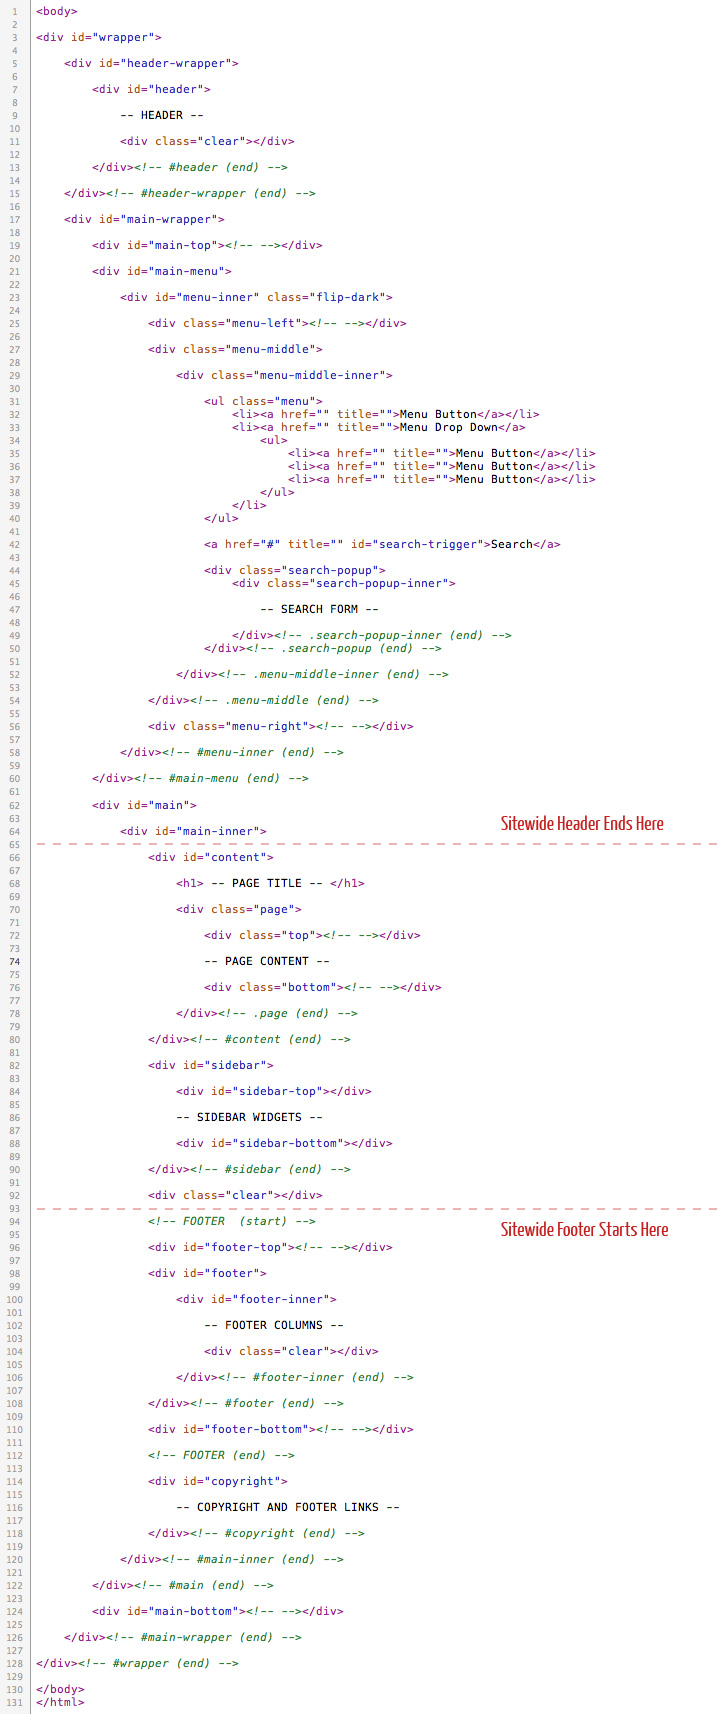 1 <body>
2
3 <div id="wrapper">
4
5 <div id="header-wrapper">
6
7 <div id="header">
8
9 -- HEADER --
10
11 <div class="clear"></div>
12
13 </div><!-- #header (end) -->
14
15 </div><!-- #header-wrapper (end) -->
16
17 <div id="main-wrapper">
18
19 <div id="main-top"><!-- --></div>
20
21 <div id="main-menu">
22
23 <div id="menu-inner" class="flip-dark">
24
25 <div class="menu-left"><!-- --></div>
26
27 <div class="menu-middle">
28
29 <div class="menu-middle-inner">
30
31 <ul class="menu">
32 <li><a href="" title="">Menu Button</a></li>
33 <li><a href="" title="">Menu Drop Down</a>
34 <ul>
35 <li><a href="" title="">Menu Button</a></li>
36 <li><a href="" title="">Menu Button</a></li>
37 <li><a href="" title="">Menu Button</a></li>
38 </ul>
39 </li>
40 </ul>
41
42 <a href="#" title="" id="search-trigger">Search</a>
43
44 <div class="search-popup">
45 <div class="search-popup-inner">
46
47 -- SEARCH FORM --
48
49 </div><!-- .search-popup-inner (end) -->
50 </div><!-- .search-popup (end) -->
51
52 </div><!-- .menu-middle-inner (end) -->
53
54 </div><!-- .menu-middle (end) -->
55
56 <div class="menu-right"><!-- --></div>
57
58 </div><!-- #menu-inner (end) -->
59
60 </div><!-- #main-menu (end) -->
61
62 <div id="main">
63
Sitewide Header Ends Here
64 <div id="main-inner">
65
66 <div id="content">
67
68 <h1> -- PAGE TITLE -- </h1>
69
70 <div class="page">
71
72 <div class="top"><!-- --></div>
73
74 -- PAGE CONTENT --
75
76 <div class="bottom"><!-- --></div>
77
78 </div><!-- .page (end) -->
79
80 </div><!-- #content (end) -->
81
82 <div id="sidebar">
83
84 <div id="sidebar-top"></div>
85
86 -- SIDEBAR WIDGETS --
87
88 <div id="sidebar-bottom"></div>
89
90 </div><!-- #sidebar (end) -->
91
92 <div class="clear"></div>
93
94 <!-- FOOTER  (start) -->
Sitewide Footer Starts Here
95
96 <div id="footer-top"><!-- --></div>
97
98 <div id="footer">
99
100 <div id="footer-inner">
101
102 -- FOOTER COLUMNS --
103
104 <div class="clear"></div>
105
106 </div><!-- #footer-inner (end) -->
107
108 </div><!-- #footer (end) -->
109
110 <div id="footer-bottom"><!-- --></div>
111
112 <!-- FOOTER (end) -->
113
114 <div id="copyright">
115
116 -- COPYRIGHT AND FOOTER LINKS --
117
118 </div><!-- #copyright (end) -->
119
120 </div><!-- #main-inner (end) -->
121
122 </div><!-- #main (end) -->
123
124 <div id="main-bottom"><!-- --></div>
125
126 </div><!-- #main-wrapper (end) -->
127
128 </div><!-- #wrapper (end) -->
129
130 </body>
131 </html>